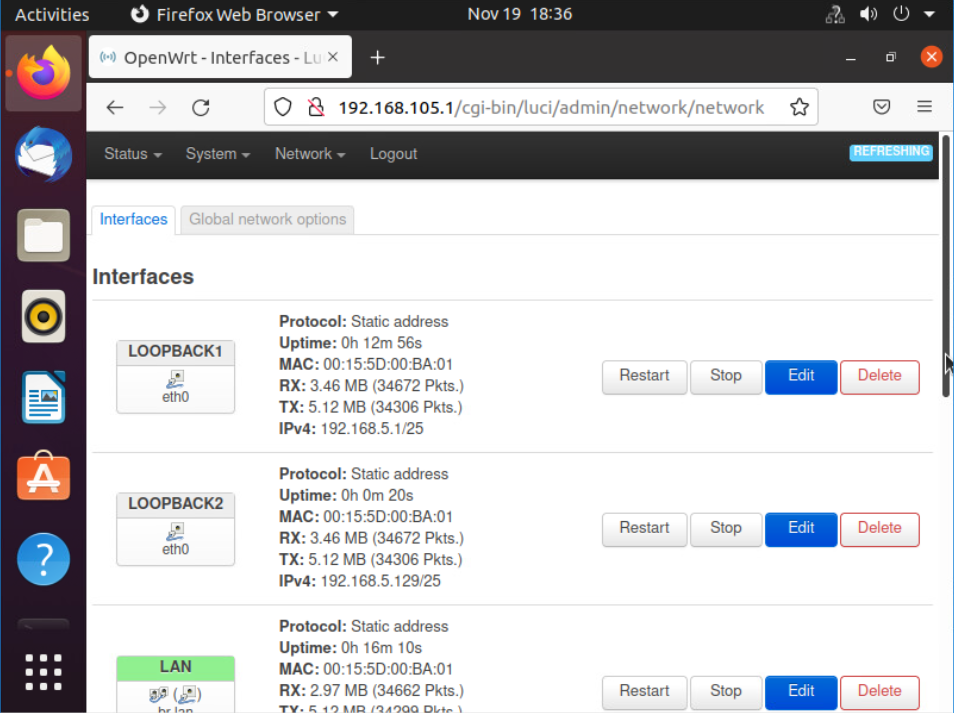 Activities Firefox Web Browser Nov 19 18:36
OpenWrt - Interfaces - Lu
192.168.105.1/cgi-bin/luci/admin/network/network
Status System Network Logout REFRESHING
Interfaces Global network options
Interfaces
LOOPBACK1
eth0
Protocol: Static address
Uptime: 0h 12m 56s
MAC: 00:15:5D:00:BA:01
RX: 3.46 MB (34672 Pkts.)
TX: 5.12 MB (34306 Pkts.)
IPv4: 192.168.5.1/25
Restart Stop Edit Delete
LOOPBACK2
eth0
Protocol: Static address
Uptime: 0h 0m 20s
MAC: 00:15:5D:00:BA:01
RX: 3.46 MB (34672 Pkts.)
TX: 5.12 MB (34306 Pkts.)
IPv4: 192.168.5.129/25
Restart Stop Edit Delete
LAN
br-lan
Protocol: Static address
Uptime: 0h 16m 10s
MAC: 00:15:5D:00:BA:01
RX: 2.97 MB (34662 Pkts.)
TX: 5.12 MB (34299 Pkts.)
Restart Stop Edit Delete